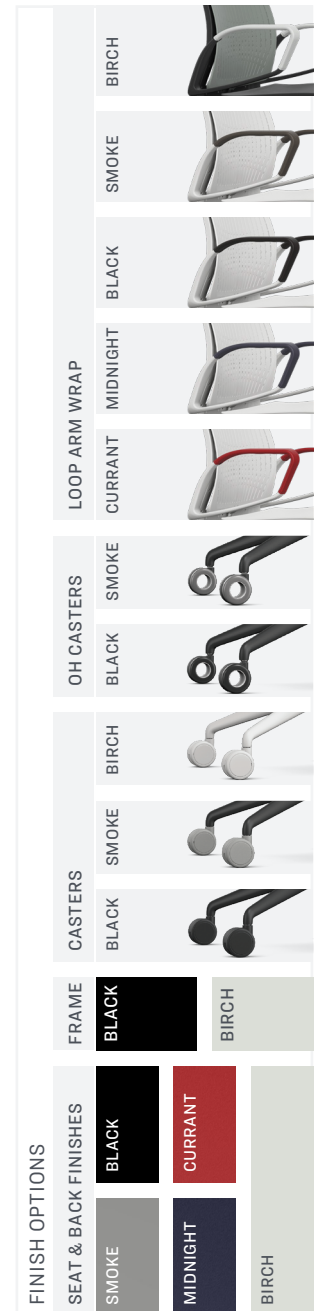 FINISH OPTIONS
SEAT & BACK FINISHES
SMOKE
BLACK
MIDNIGHT
CURRANT
BIRCH
FRAME
BLACK
BIRCH
CASTERS
BLACK
SMOKE
BIRCH
OH CASTERS
BLACK
SMOKE
LOOP ARM WRAP
CURRANT
MIDNIGHT
BLACK
SMOKE
BIRCH